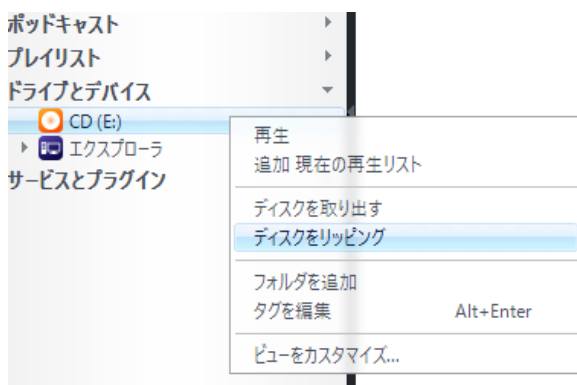 ポッドキャスト
プレイリスト
ドライブとデバイス
CD (E:)
エクスプローラ
サービスとプラグイン
再生
追加 現在の再生リスト
ディスクを取り出す
ディスクをリッピング
フォルダを追加
タグを編集 Alt+Enter
ビューをカスタマイズ...